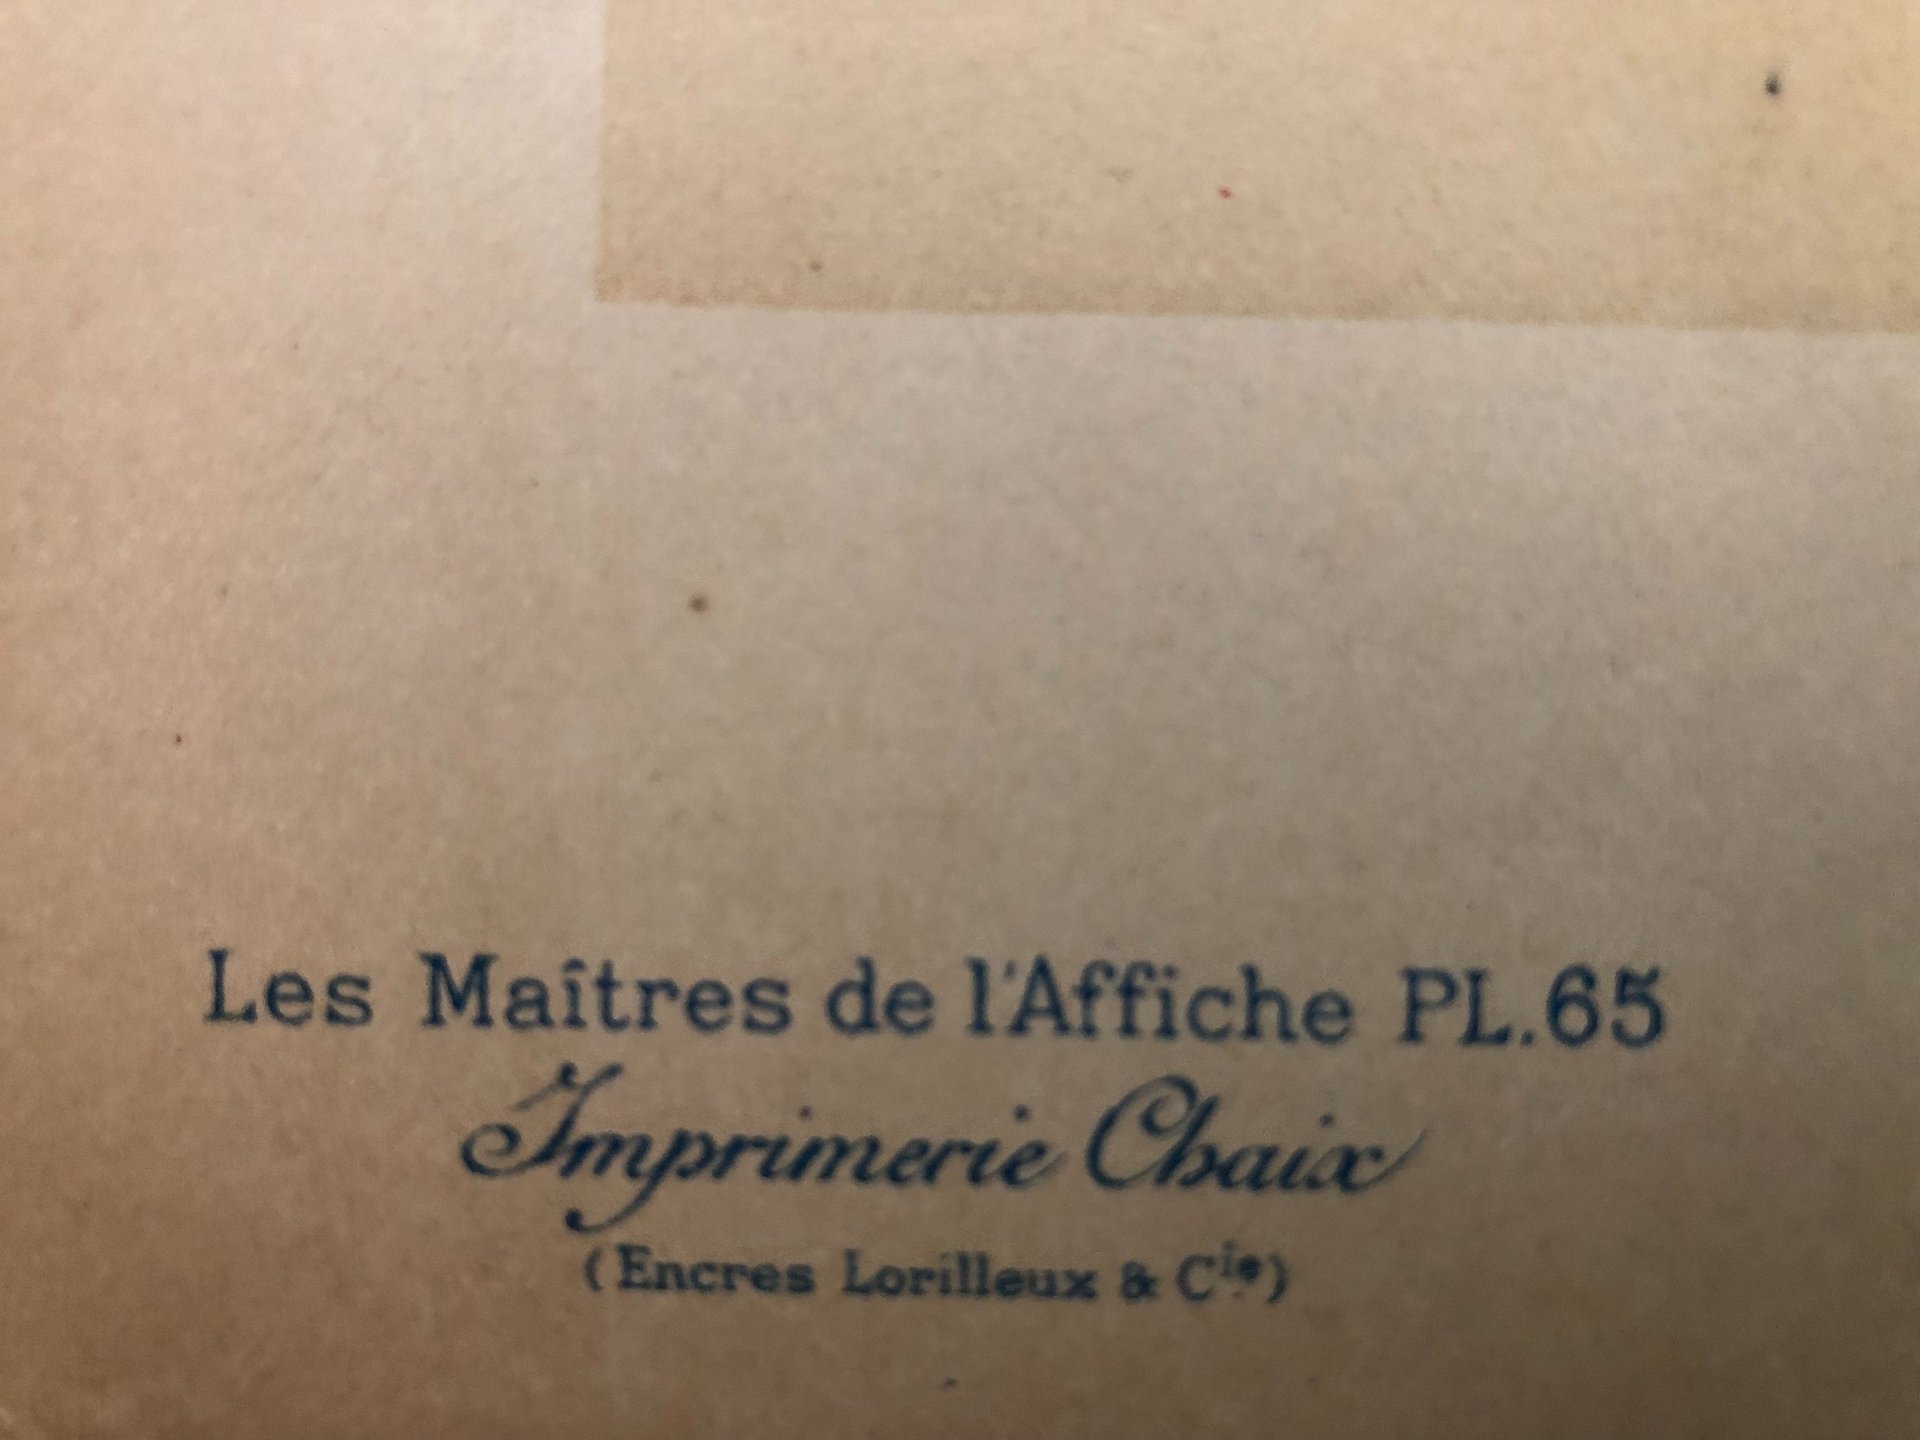 Les Maîtres de l'Affiche PL.65
Imprimerie Chaix
(Encres Lorilleux & Cie)